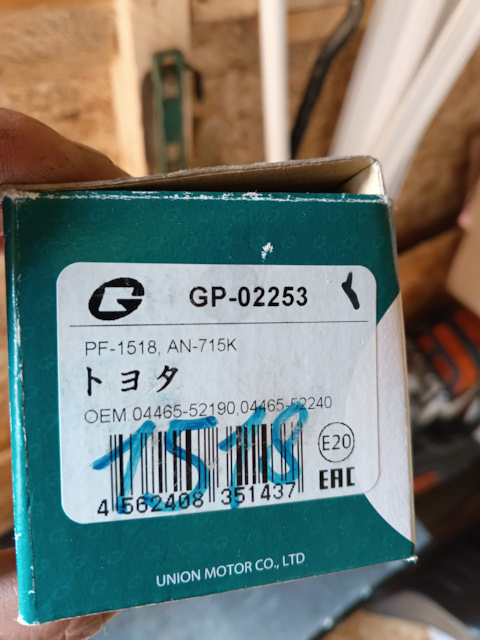 G GP-02253
PF-1518, AN-715K
トヨタ
OEM 04465-52190,04465-52240
1518
4 562408 351437
E20
EAC
UNION MOTOR CO., LTD